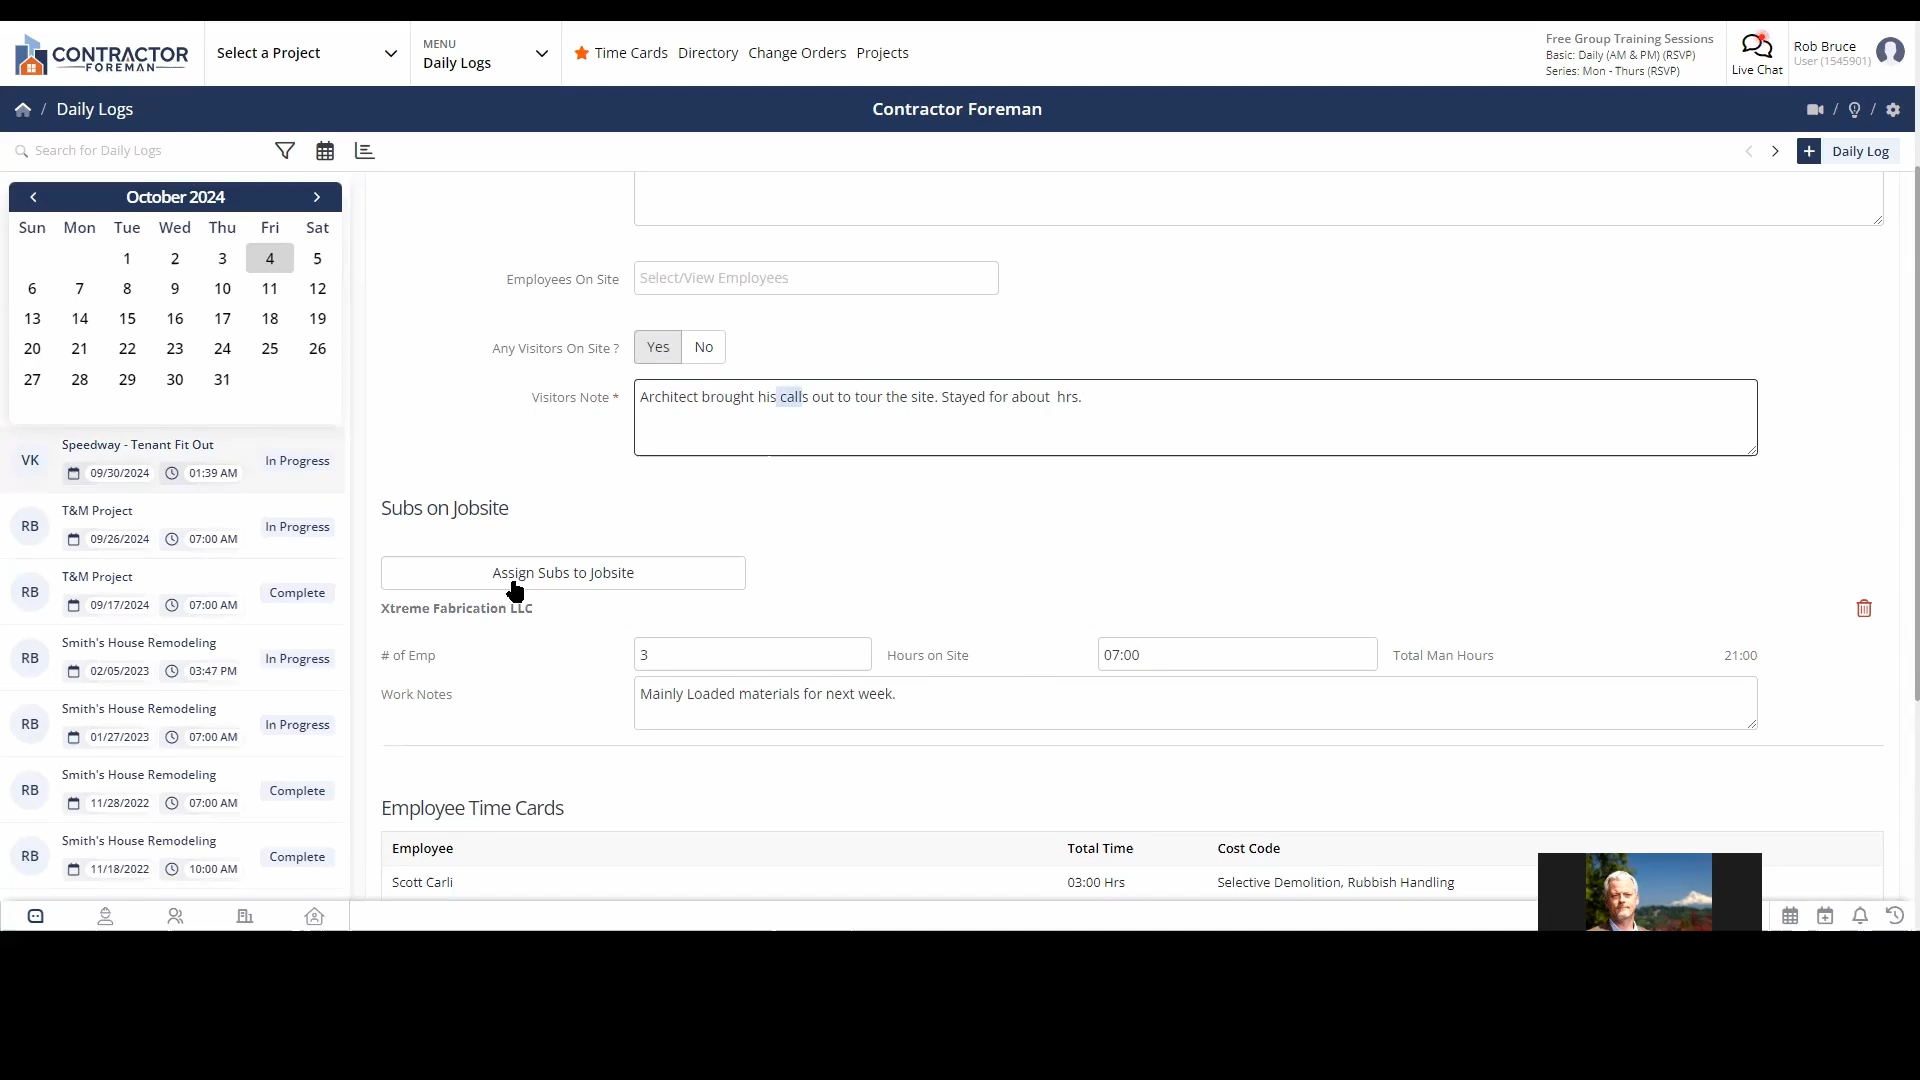 CONTRACTOR
FOREMAN
Select a Project
MENU
Daily Logs
Time Cards Directory Change Orders Projects
Free Group Training Sessions
Basic: Daily (AM & PM) (RSVP)
Series: Mon - Thurs (RSVP)
Live Chat
Rob Bruce
User (1545901)
/ Daily Logs
Contractor Foreman
/ /
Search for Daily Logs
Daily Log
October 2024
Sun Mon Tue Wed Thu Fri Sat
1 2 3 4 5
6 7 8 9 10 11 12
13 14 15 16 17 18 19
20 21 22 23 24 25 26
27 28 29 30 31
VK Speedway - Tenant Fit Out
09/30/2024 01:39 AM In Progress
RB T&M Project
09/26/2024 07:00 AM In Progress
RB T&M Project
09/17/2024 07:00 AM Complete
RB Smith's House Remodeling
02/05/2023 03:47 PM In Progress
RB Smith's House Remodeling
01/27/2023 07:00 AM In Progress
RB Smith's House Remodeling
11/28/2022 07:00 AM Complete
RB Smith's House Remodeling
11/18/2022 10:00 AM Complete
Employees On Site Select/View Employees
Any Visitors On Site ? Yes No
Visitors Note * Architect brought his calls out to tour the site. Stayed for about hrs.
Subs on Jobsite
Assign Subs to Jobsite
Xtreme Fabrication LLC
# of Emp 3 Hours on Site 07:00 Total Man Hours 21:00
Work Notes Mainly Loaded materials for next week.
Employee Time Cards
Employee Total Time Cost Code
Scott Carli 03:00 Hrs Selective Demolition, Rubbish Handling